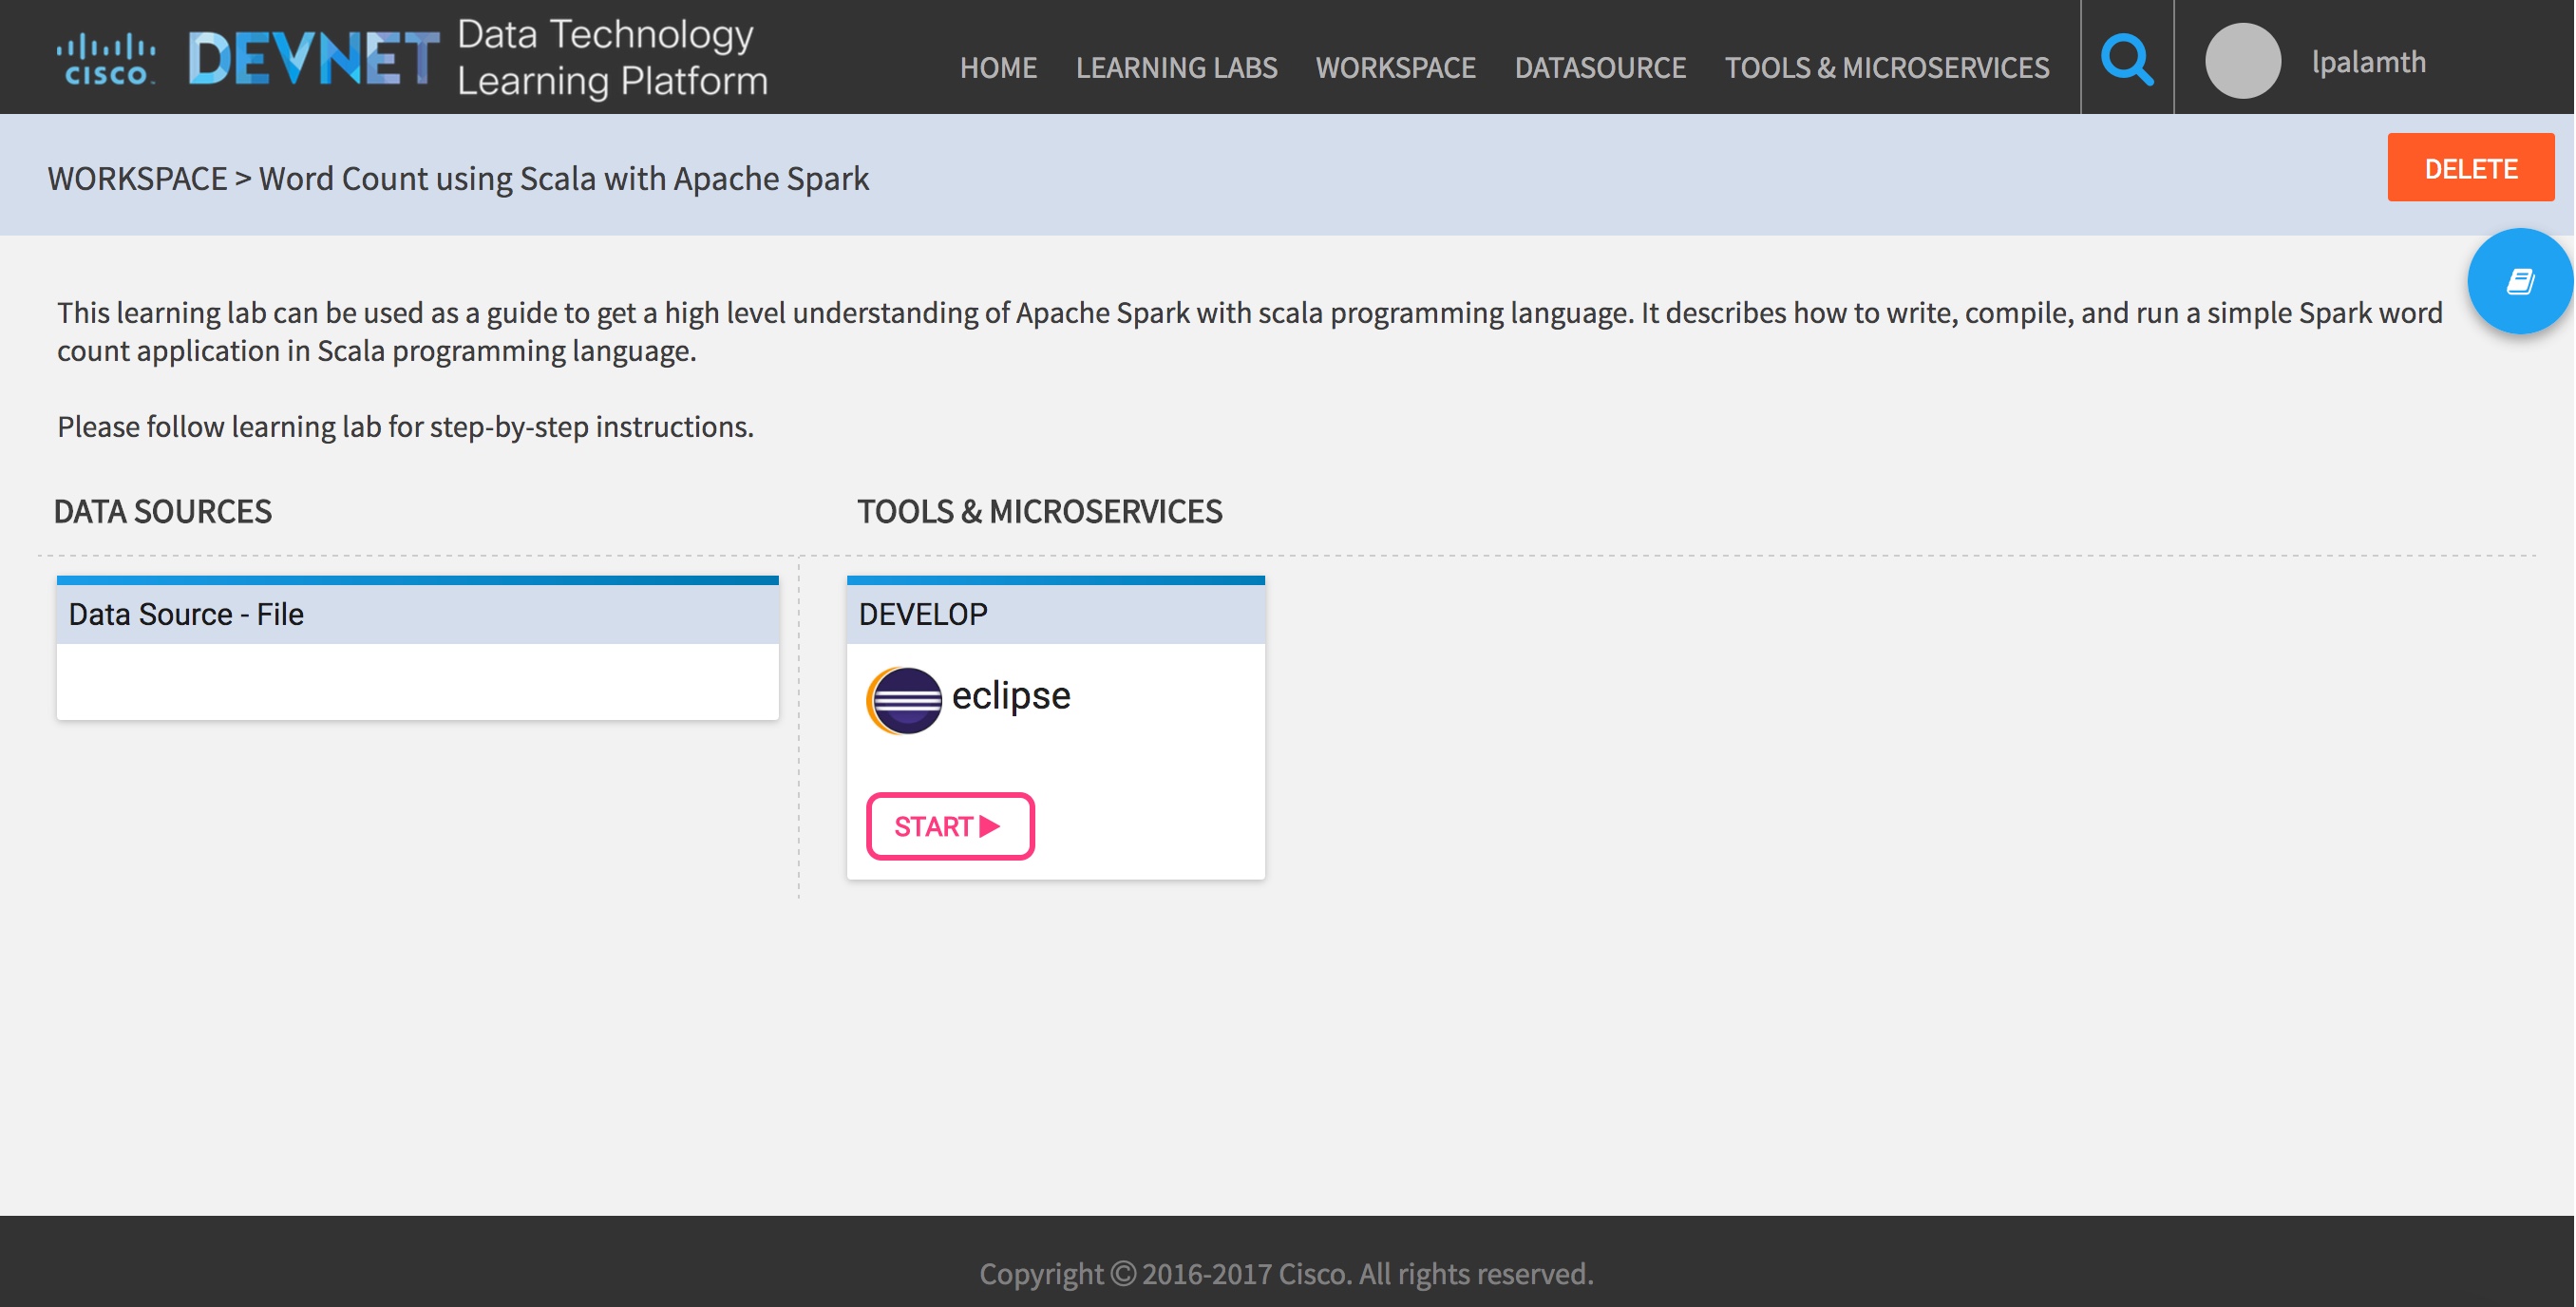 CISCO DEVNET Data Technology
Learning Platform
HOME LEARNING LABS WORKSPACE DATASOURCE TOOLS & MICROSERVICES lpalamth
WORKSPACE > Word Count using Scala with Apache Spark
DELETE
This learning lab can be used as a guide to get a high level understanding of Apache Spark with scala programming language. It describes how to write, compile, and run a simple Spark word
count application in Scala programming language.
Please follow learning lab for step-by-step instructions.
DATA SOURCES
TOOLS & MICROSERVICES
Data Source - File
DEVELOP
eclipse
START
Copyright © 2016-2017 Cisco. All rights reserved.